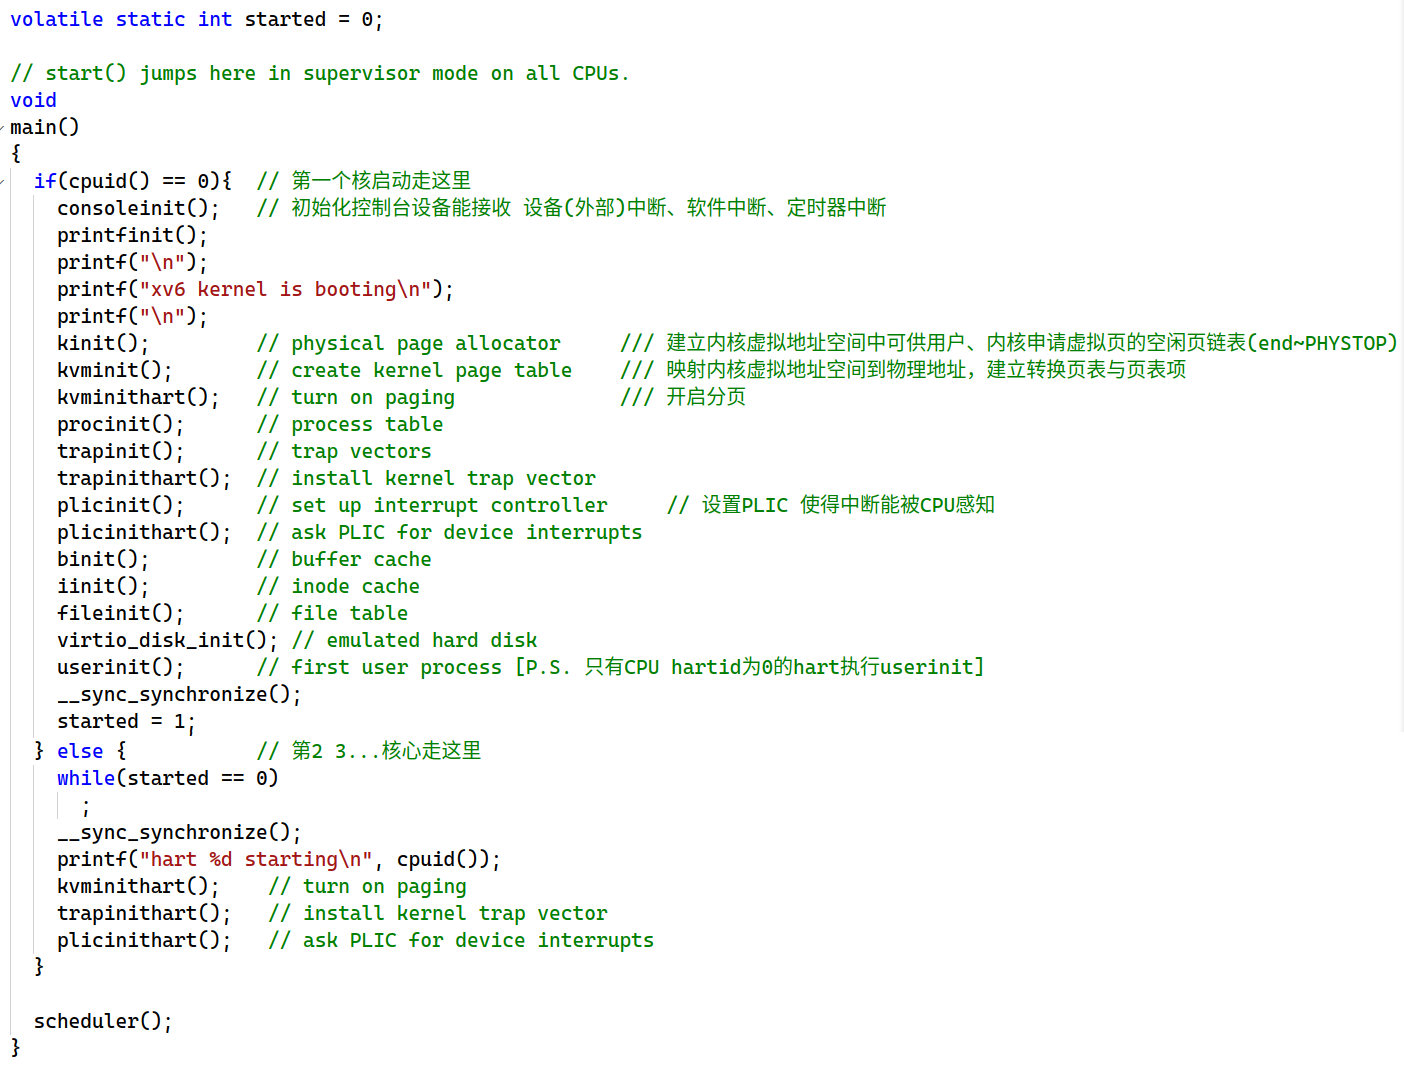 volatile static int started = 0;
// start() jumps here in supervisor mode on all CPUs.
void
main()
{
  if(cpuid() == 0){  // 第一个核启动走这里
    consoleinit();   // 初始化控制台设备能接收 设备(外部)中断、软件中断、定时器中断
    printfinit();
    printf("\n");
    printf("xv6 kernel is booting\n");
    printf("\n");
    kinit();         // physical page allocator     /// 建立内核虚拟地址空间中可供用户、内核申请虚拟页的空闲页链表(end~PHYSTOP)
    kvminit();       // create kernel page table    /// 映射内核虚拟地址空间到物理地址，建立转换页表与页表项
    kvminithart();   // turn on paging              /// 开启分页
    procinit();      // process table
    trapinit();      // trap vectors
    trapinithart();  // install kernel trap vector
    plicinit();      // set up interrupt controller     // 设置PLIC 使得中断能被CPU感知
    plicinithart();  // ask PLIC for device interrupts
    binit();         // buffer cache
    iinit();         // inode cache
    fileinit();      // file table
    virtio_disk_init(); // emulated hard disk
    userinit();      // first user process [P.S. 只有CPU hartid为0的hart执行userinit]
    __sync_synchronize();
    started = 1;
  } else {           // 第2 3...核心走这里
    while(started == 0)
      ;
    __sync_synchronize();
    printf("hart %d starting\n", cpuid());
    kvminithart();    // turn on paging
    trapinithart();   // install kernel trap vector
    plicinithart();   // ask PLIC for device interrupts
  }
  scheduler();
}